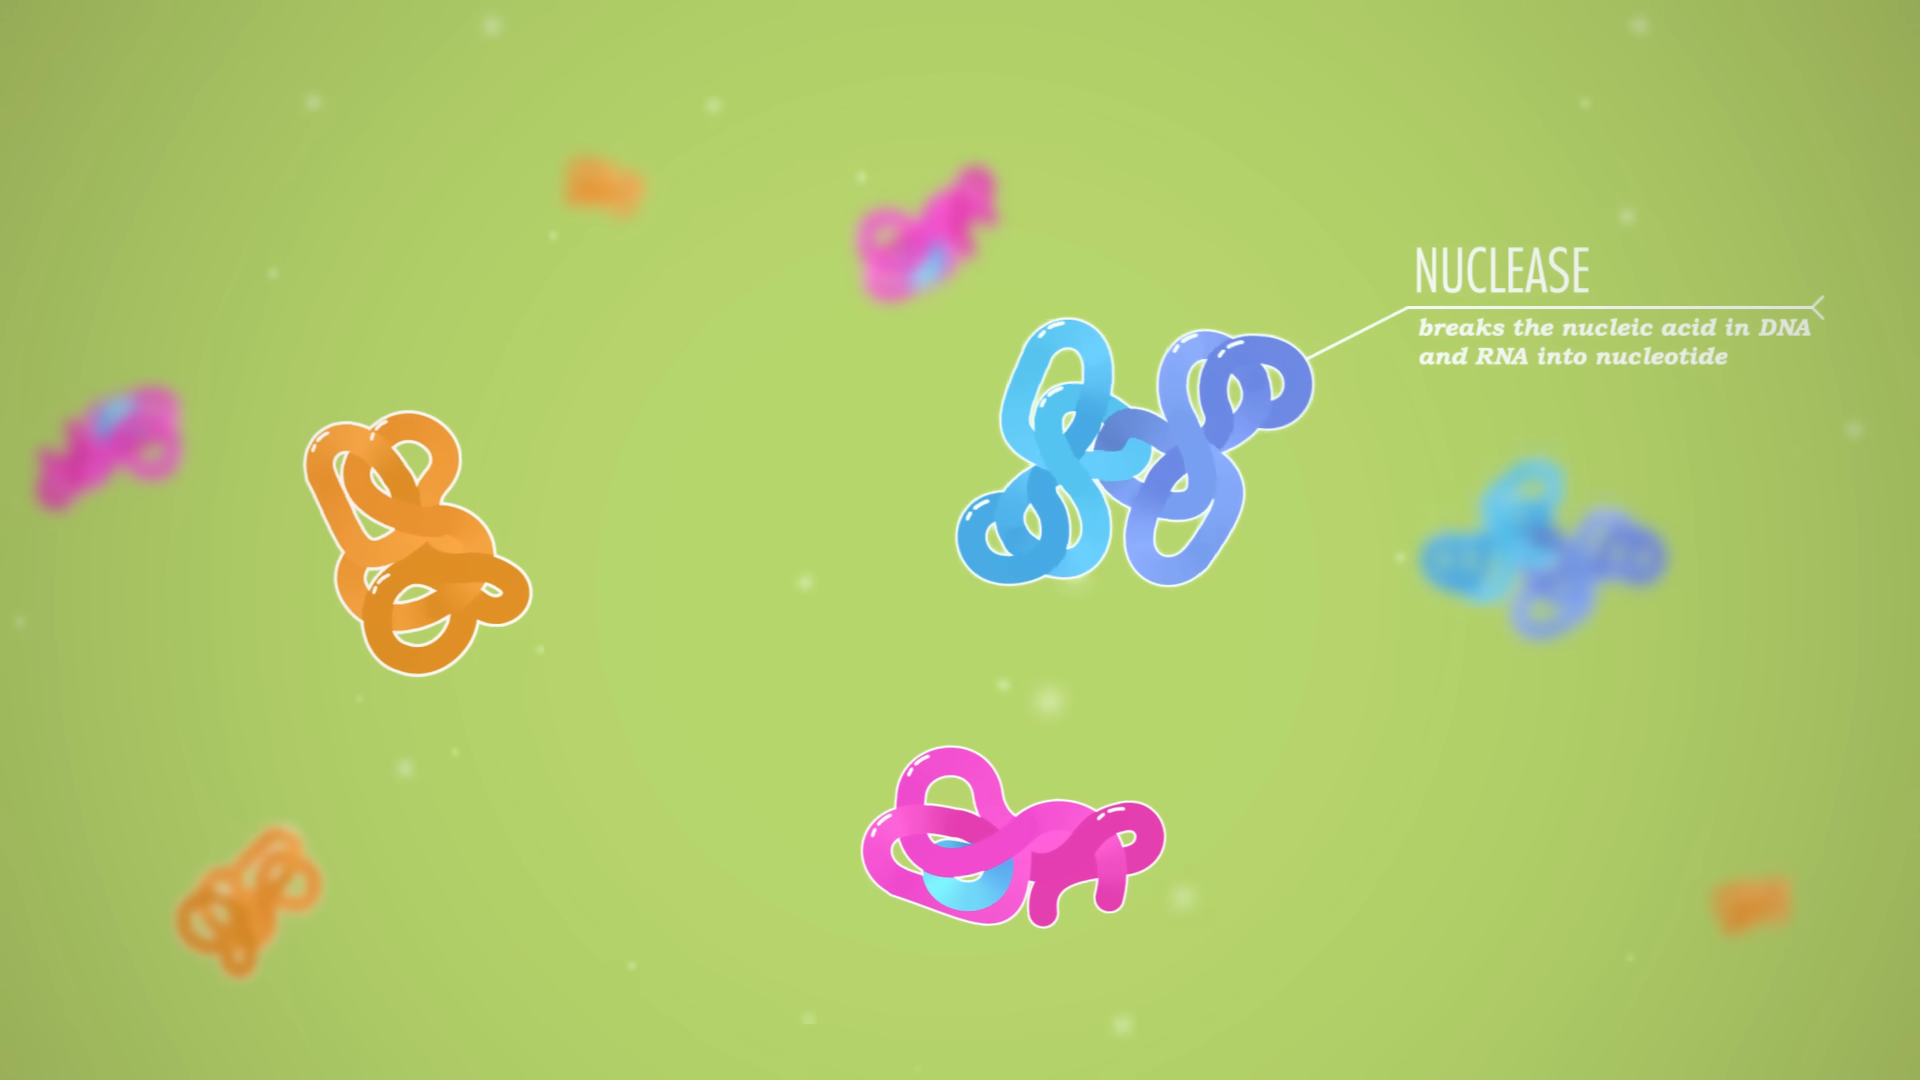 NUCLEASE
breaks the nucleic acid in DNA
and RNA into nucleotide